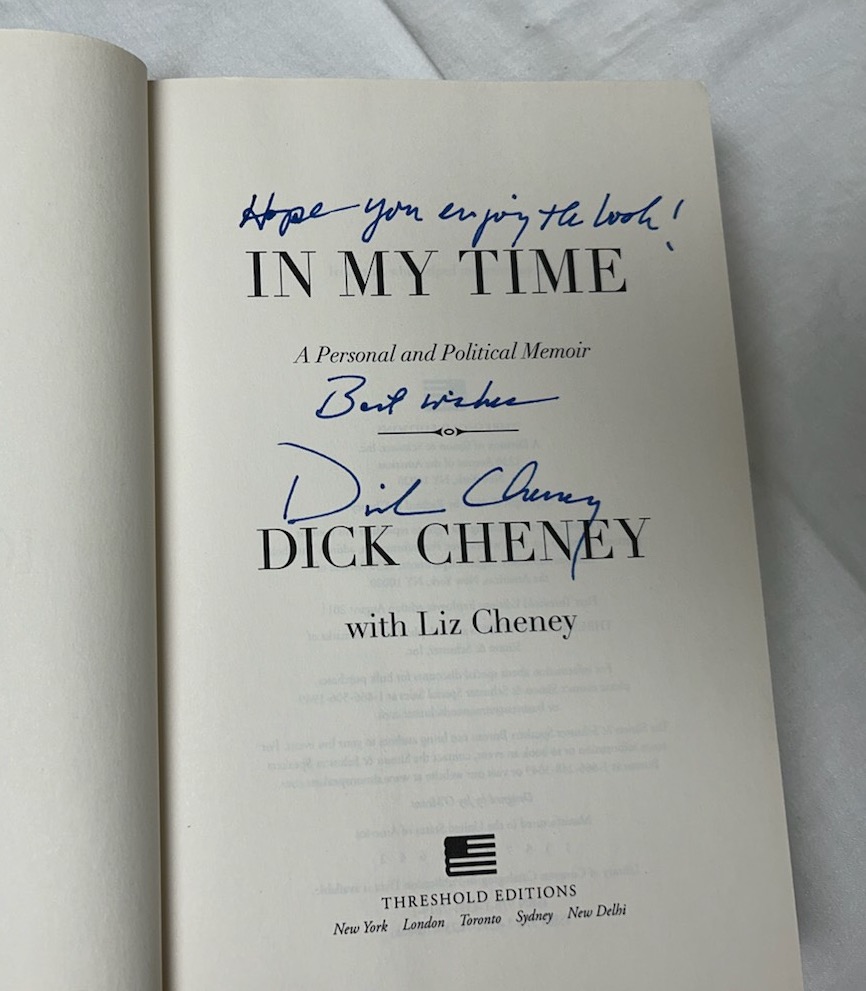 Hope you enjoy the book!
IN MY TIME
A Personal and Political Memoir
Best wishes
Dick Cheney
DICK CHENEY
with Liz Cheney
THRESHOLD EDITIONS
New York London Toronto Sydney New Delhi